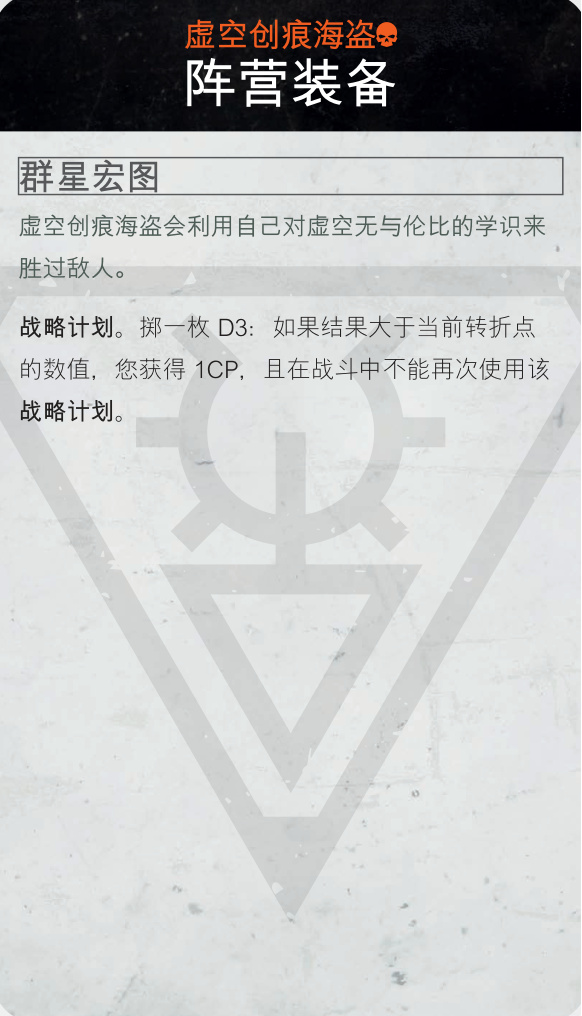 虚空创痕海盗
阵营装备
群星宏图
虚空创痕海盗会利用自己对虚空无与伦比的学识来
胜过敌人。
战略计划。掷一枚 D3：如果结果大于当前转折点
的数值，您获得 1CP，且在战斗中不能再次使用该
战略计划。